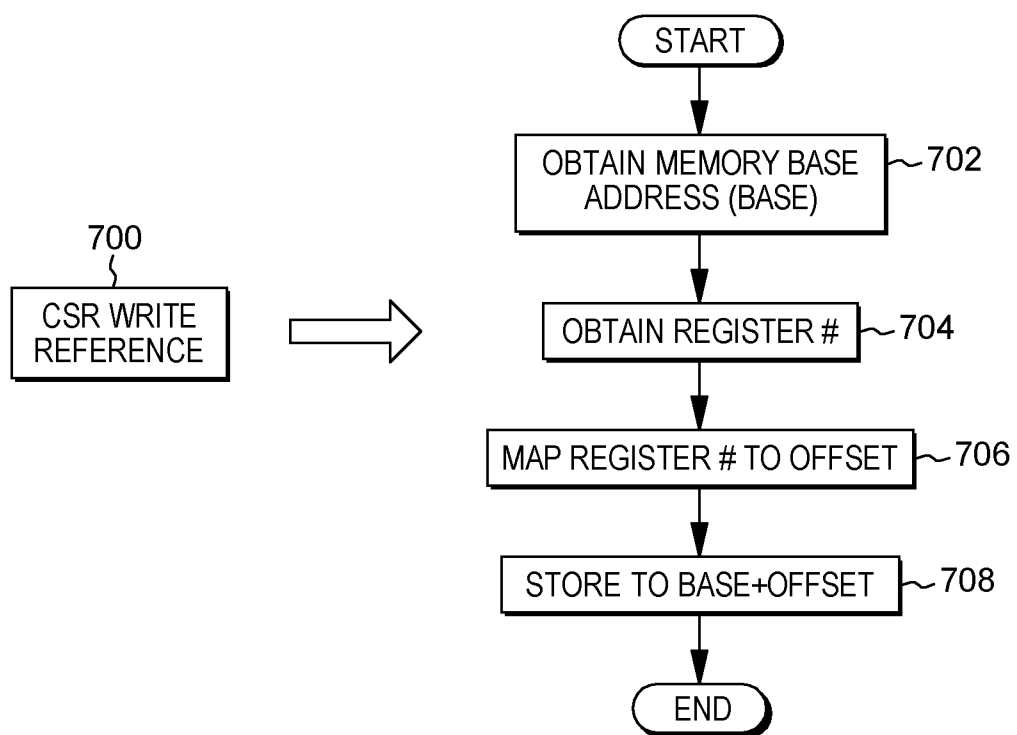 START
OBTAIN MEMORY BASE
ADDRESS (BASE)
702
700
CSR WRITE
REFERENCE
OBTAIN REGISTER #
704
MAP REGISTER # TO OFFSET
706
STORE TO BASE+OFFSET
708
END